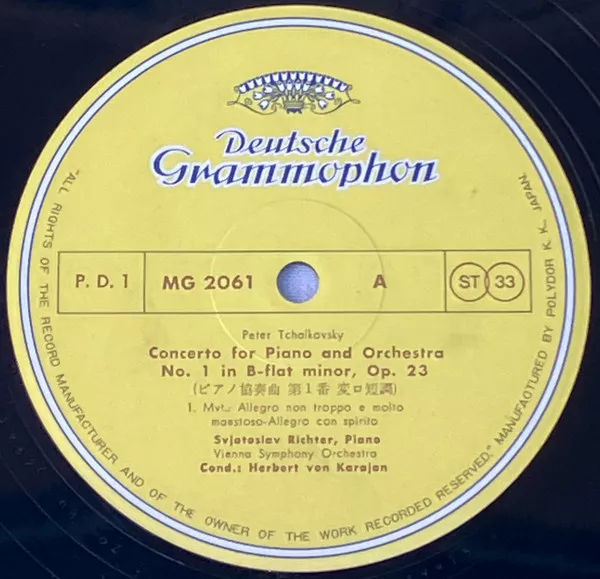 Deutsche
Grammophon
P. D. 1
MG 2061
A
ST 33
Peter Tchaikovsky
Concerto for Piano and Orchestra
No. 1 in B-flat minor, Op. 23
(ピアノ協奏曲 第1番 変ロ短調)
1. Mvt.: Allegro non troppo e molto
maestoso-Allegro con spirito
Svjatoslav Richter, Piano
Vienna Symphony Orchestra
Cond.: Herbert von Karajan
"ALL RIGHTS OF THE RECORD MANUFACTURER AND OF THE OWNER OF THE WORK RECORDED RESERVED." MANUFACTURED BY POLYDOR K. K., JAPAN.